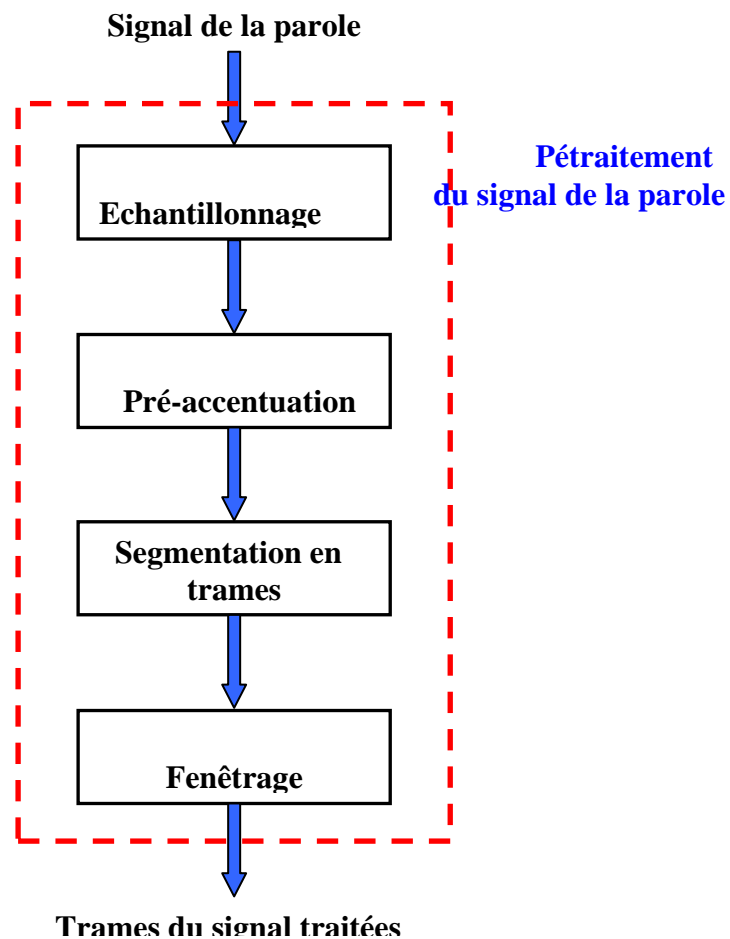 Signal de la parole
Pétraitement
du signal de la parole
Echantillonnage
Pré-accentuation
Segmentation en
trames
Fenêtrage
Trames du signal traitées